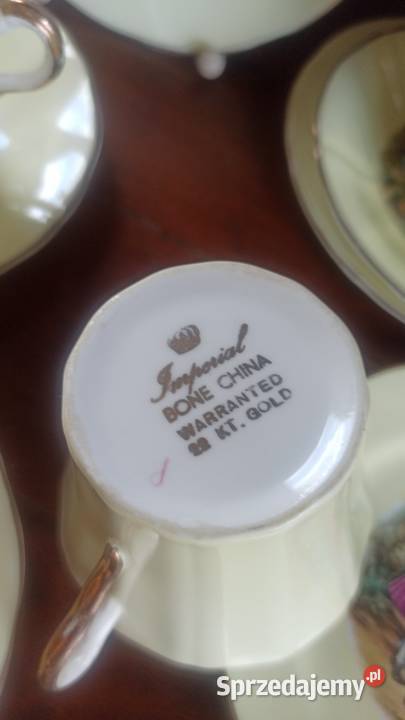 Imperial
BONE CHINA
WARRANTED
22 KT. GOLD
Sprzedajemy.pl